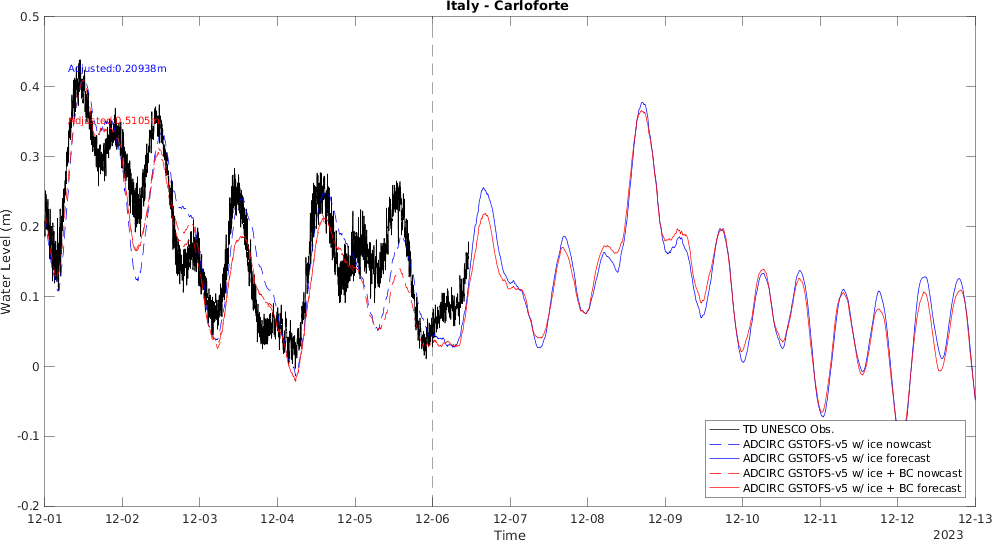 Italy - Carloforte
Water Level (m)
0.5
0.4
0.3
0.2
0.1
0
-0.1
-0.2
Adjusted:0.20938m
TD UNESCO Obs.
ADCIRC GSTOFS-v5 w/ ice nowcast
ADCIRC GSTOFS-v5 w/ ice forecast
ADCIRC GSTOFS-v5 w/ ice + BC nowcast
ADCIRC GSTOFS-v5 w/ ice + BC forecast
12-01 12-02 12-03 12-04 12-05 12-06 12-07 12-08 12-09 12-10 12-11 12-12 12-13
Time
2023